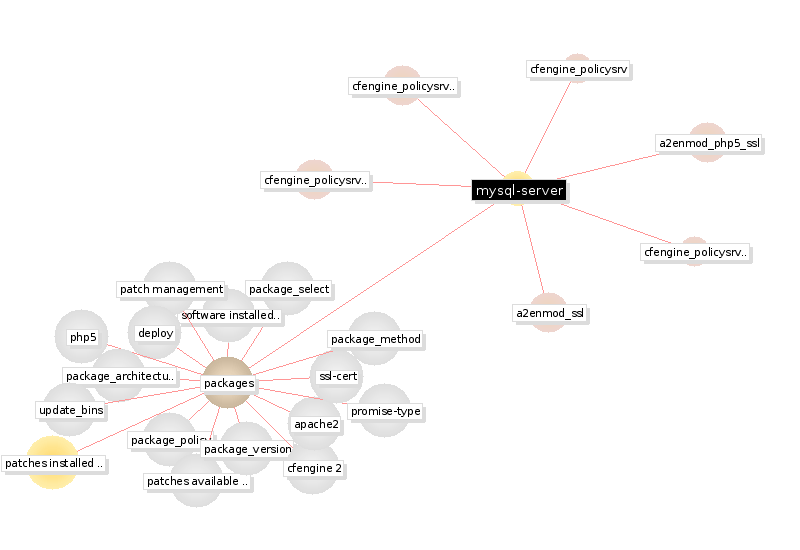 cfengine_policysrv
cfengine_policysrv..
a2enmod_php5_ssl
cfengine_policysrv..
mysql-server
cfengine_policysrv..
patch management
package_select
a2enmod_ssl
software installed..
deploy
php5
package_method
package_architectu..
ssl-cert
packages
update_bins
promise-type
apache2
package_policy
package_version
patches installed ..
cfengine 2
patches available ..